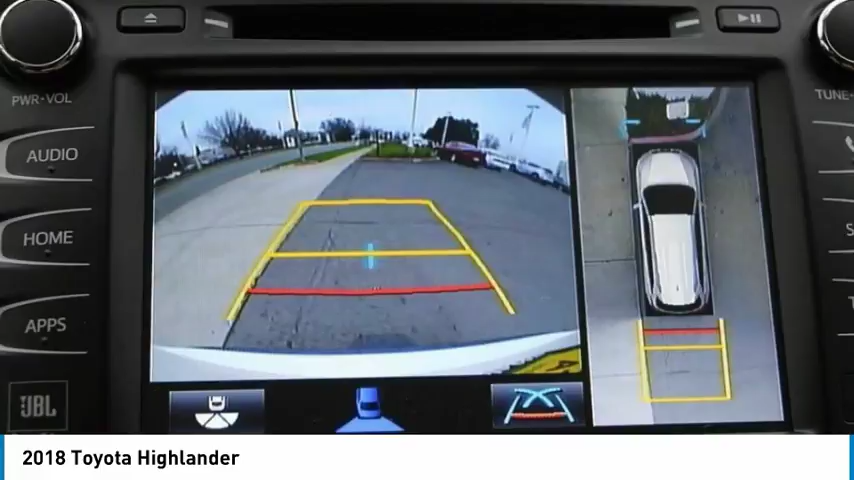 PWR•VOL
TUNE•
AUDIO
HOME
APPS
JBL
2018 Toyota Highlander